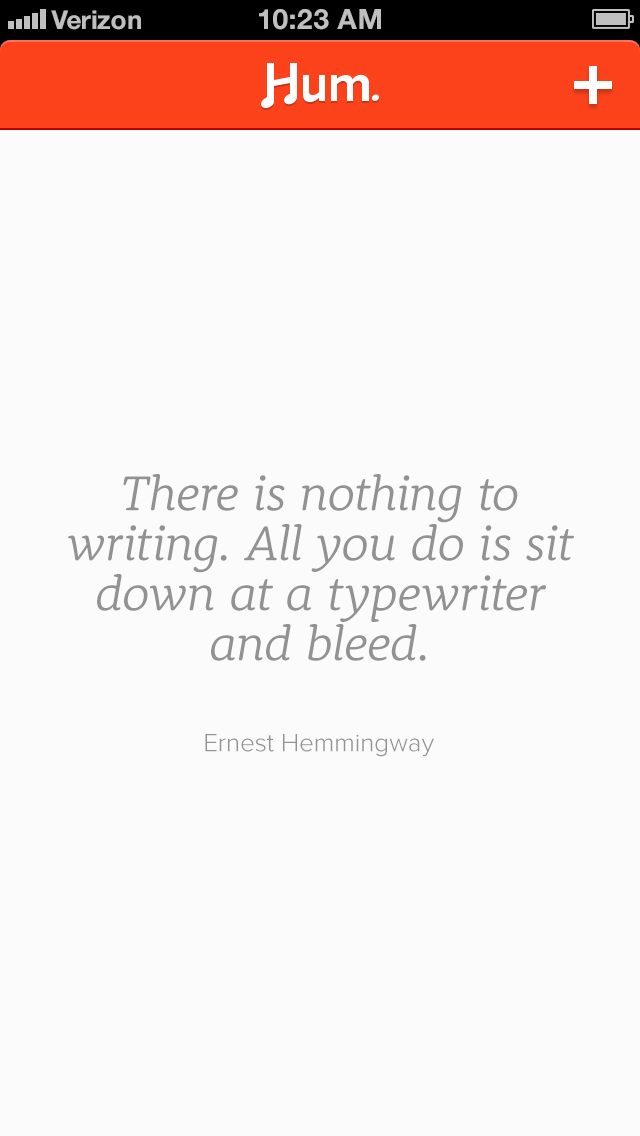 Verizon 10:23 AM
Hum.
There is nothing to
writing. All you do is sit
down at a typewriter
and bleed.
Ernest Hemmingway